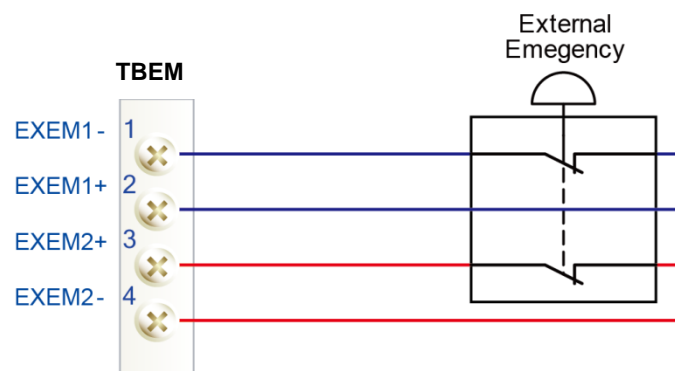 External
Emegency
TBEM
EXEM1- 1
EXEM1+ 2
EXEM2+ 3
EXEM2- 4